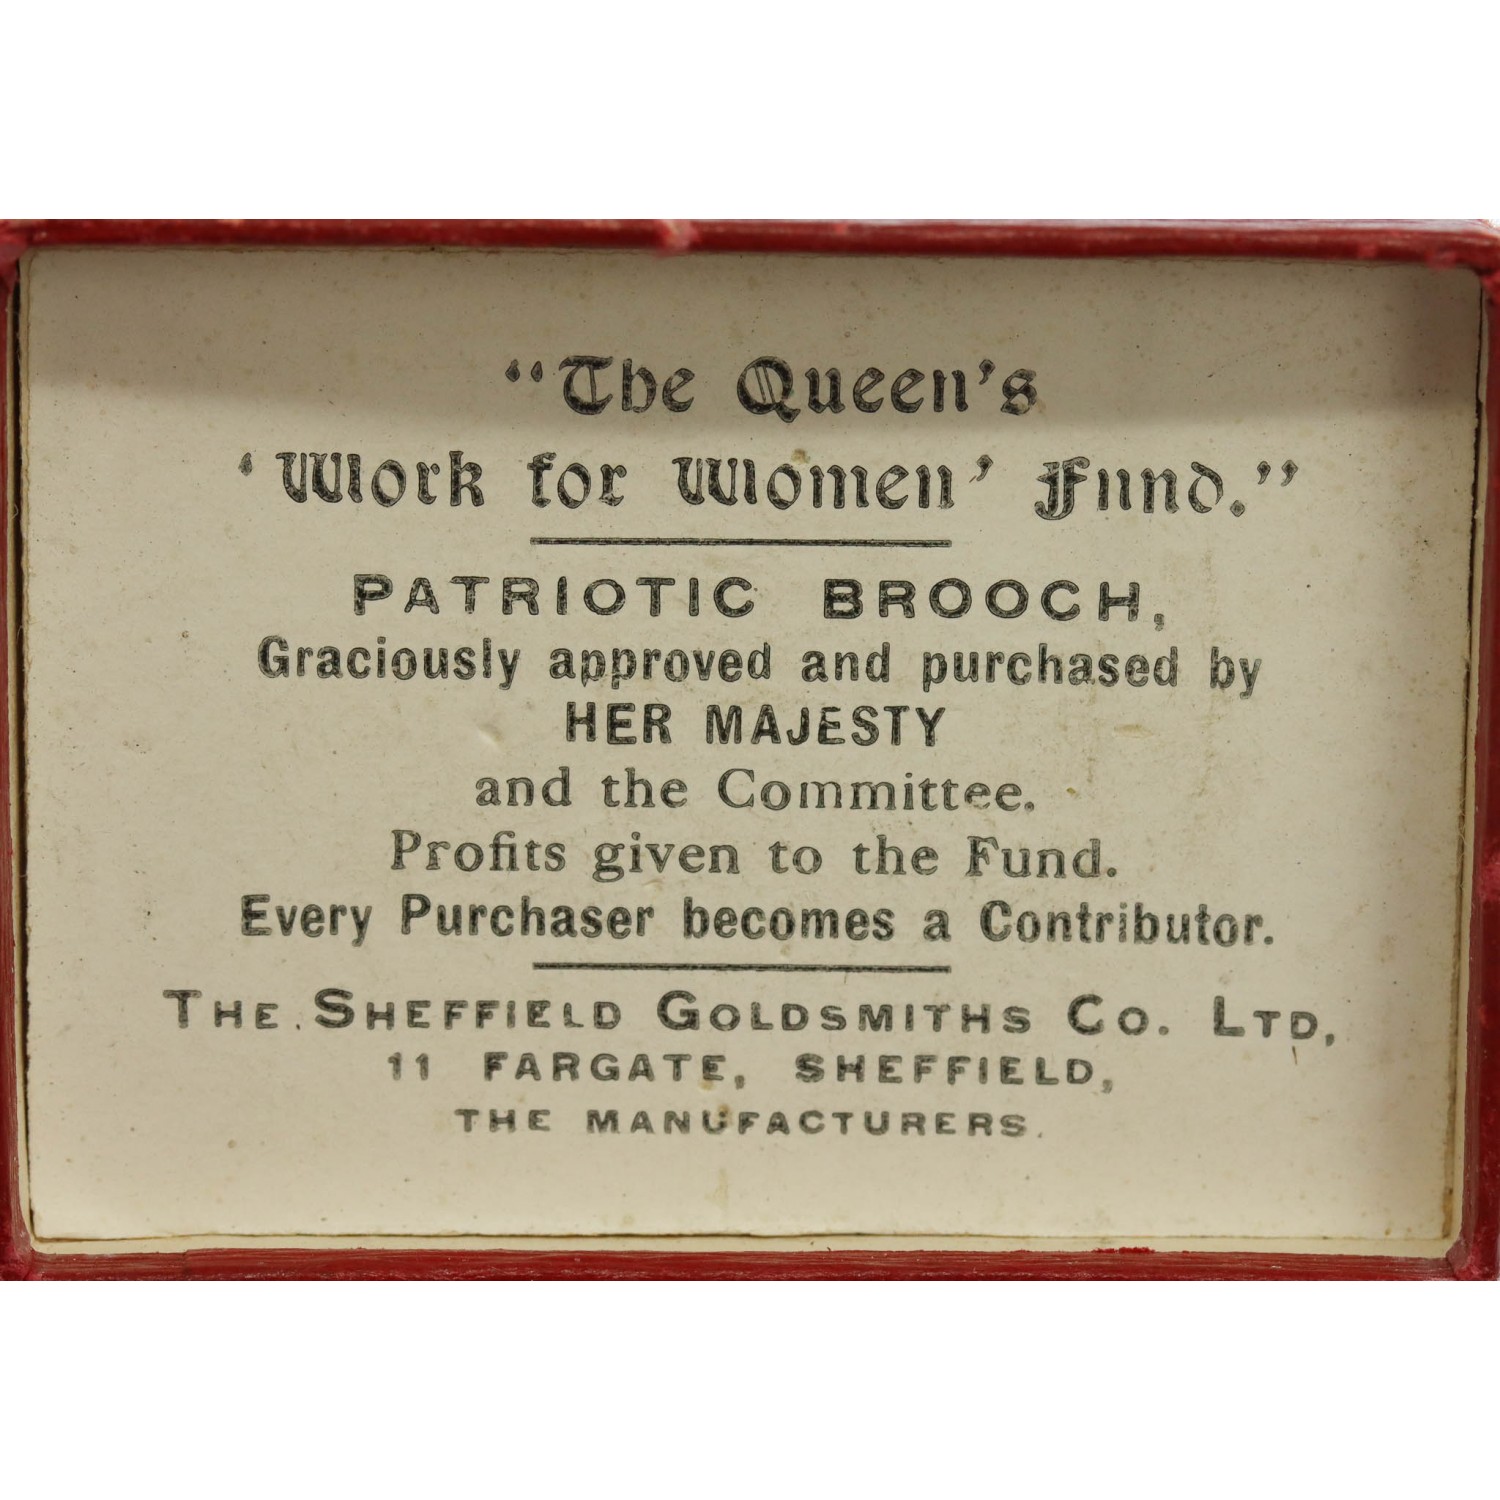 "The Queen's
'Work for Women' Fund."
PATRIOTIC BROOCH,
Graciously approved and purchased by
HER MAJESTY
and the Committee.
Profits given to the Fund.
Every Purchaser becomes a Contributor.
THE SHEFFIELD GOLDSMITHS CO. LTD,
11 FARGATE, SHEFFIELD,
THE MANUFACTURERS.